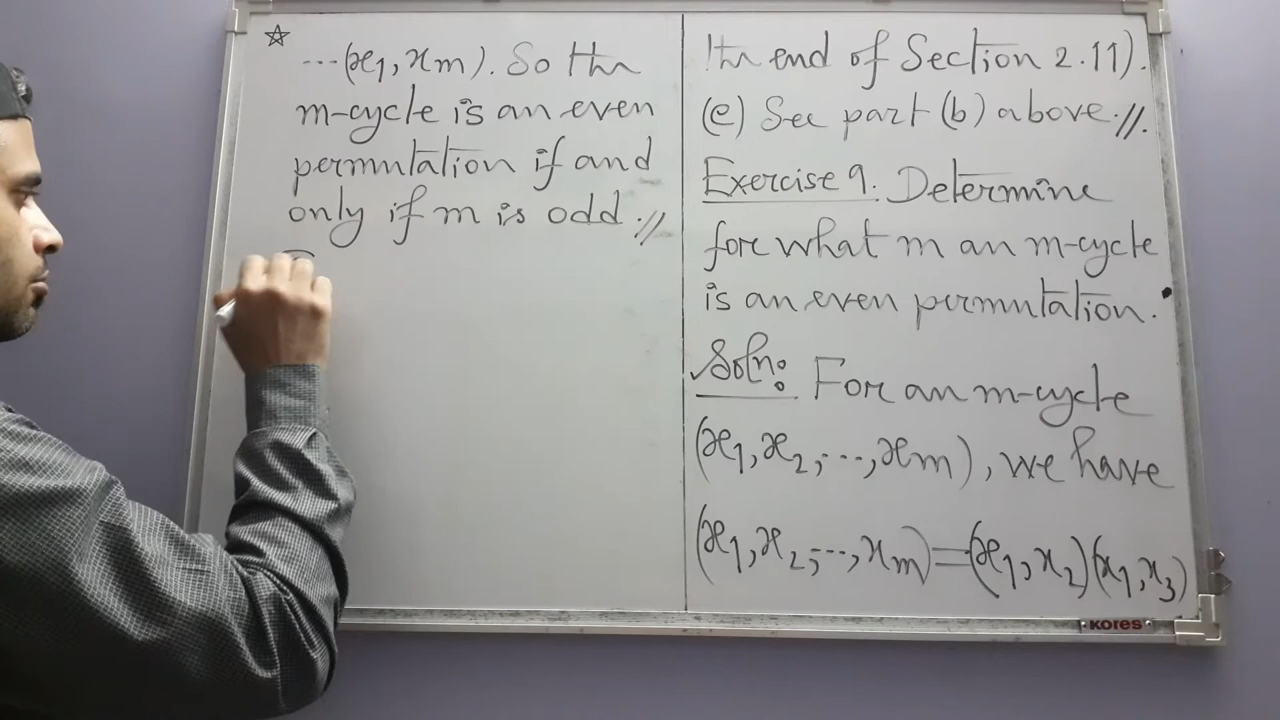 the end of Section 2.11).
(e) See part (b) above.//.
Exercise 9. Determine
for what m an m-cycle
is an even permutation.
Soln: For an m-cycle
(x₁, x₂, ..., xm), we have
(x₁, x₂, ..., xm) = (x₁, x₂)(x₁, x₃)
☆
...(x₁, xm). So the
m-cycle is an even
permutation if and
only if m is odd.//
KORES